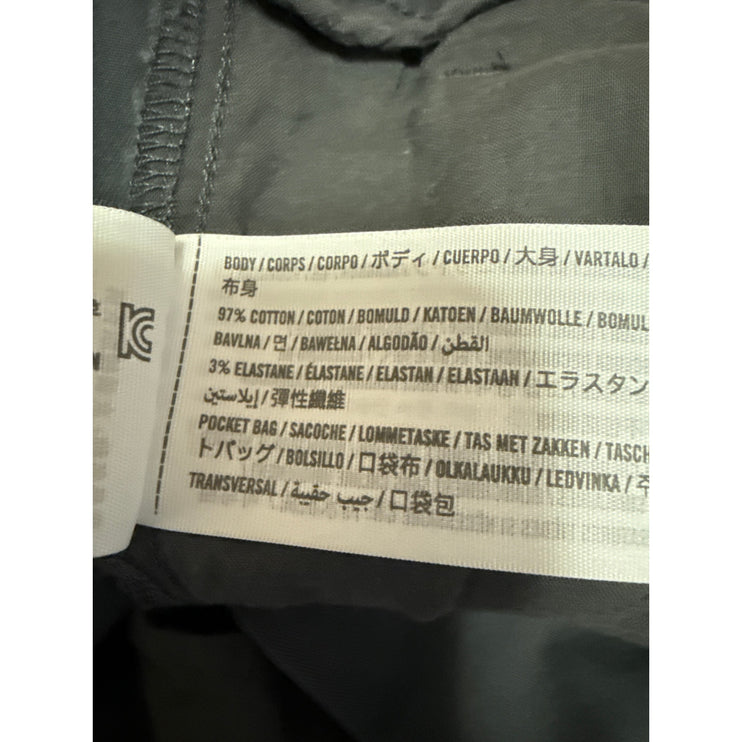 BODY / CORPS / CORPO / ボディ / CUERPO / 大身 / VARTALO /
布身
97% COTTON / COTON / BOMULD / KATOEN / BAUMWOLLE / BOMUL
BAVLNA / 면 / BAWEŁNA / ALGODÃO / القطن
3% ELASTANE / ÉLASTANE / ELASTAN / ELASTAAN / エラスタン
إيلاستين / 彈性纖維
POCKET BAG / SACOCHE / LOMMETASKE / TAS MET ZAKKEN / TASCH
トバッグ / BOLSILLO / 口袋布 / OLKALAUKKU / LEDVINKA / 주
TRANSVERSAL / جيب حقيبة / 口袋包